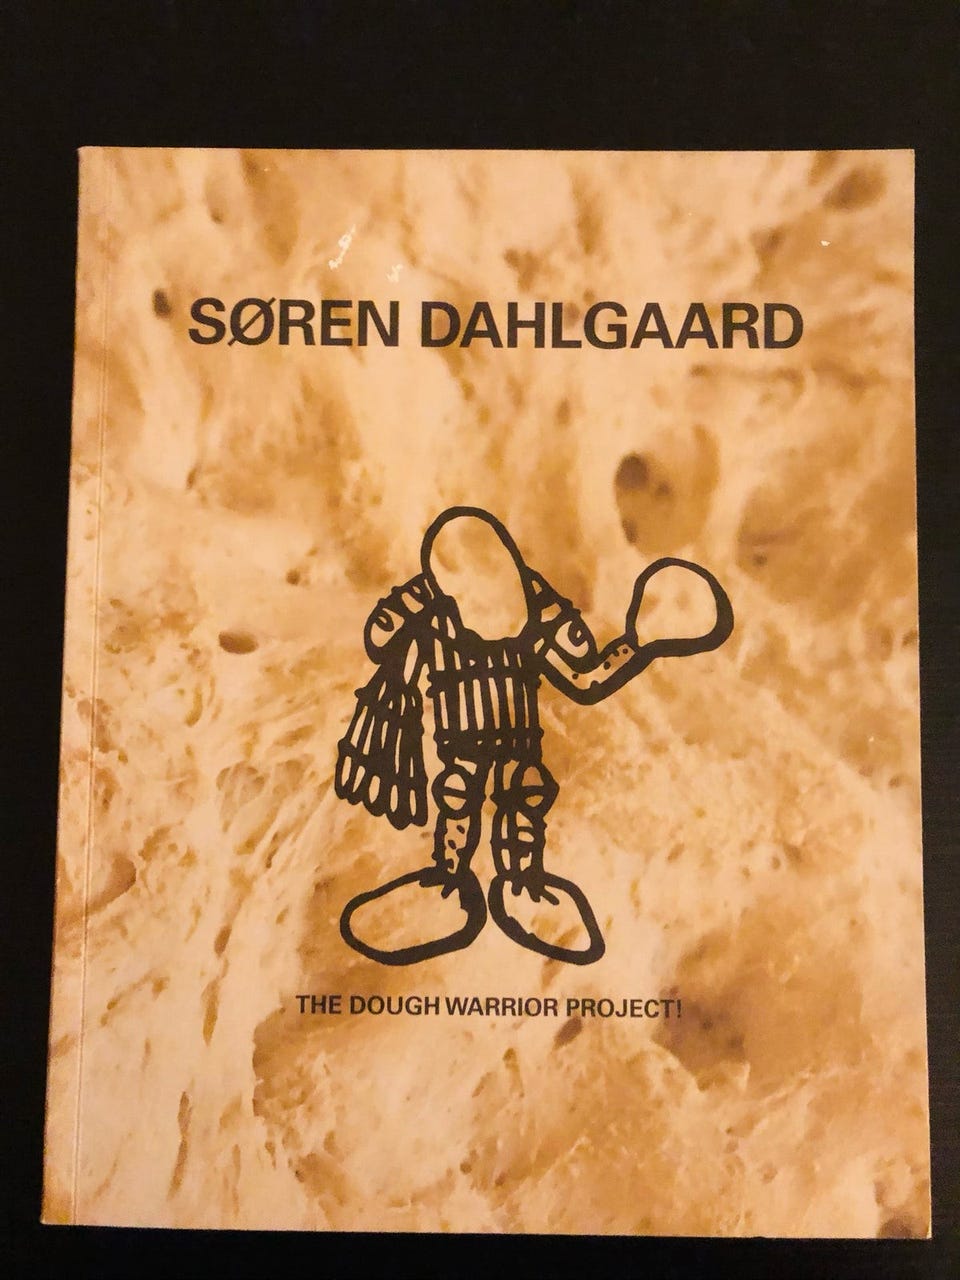 SØREN DAHLGAARD
THE DOUGH WARRIOR PROJECT!